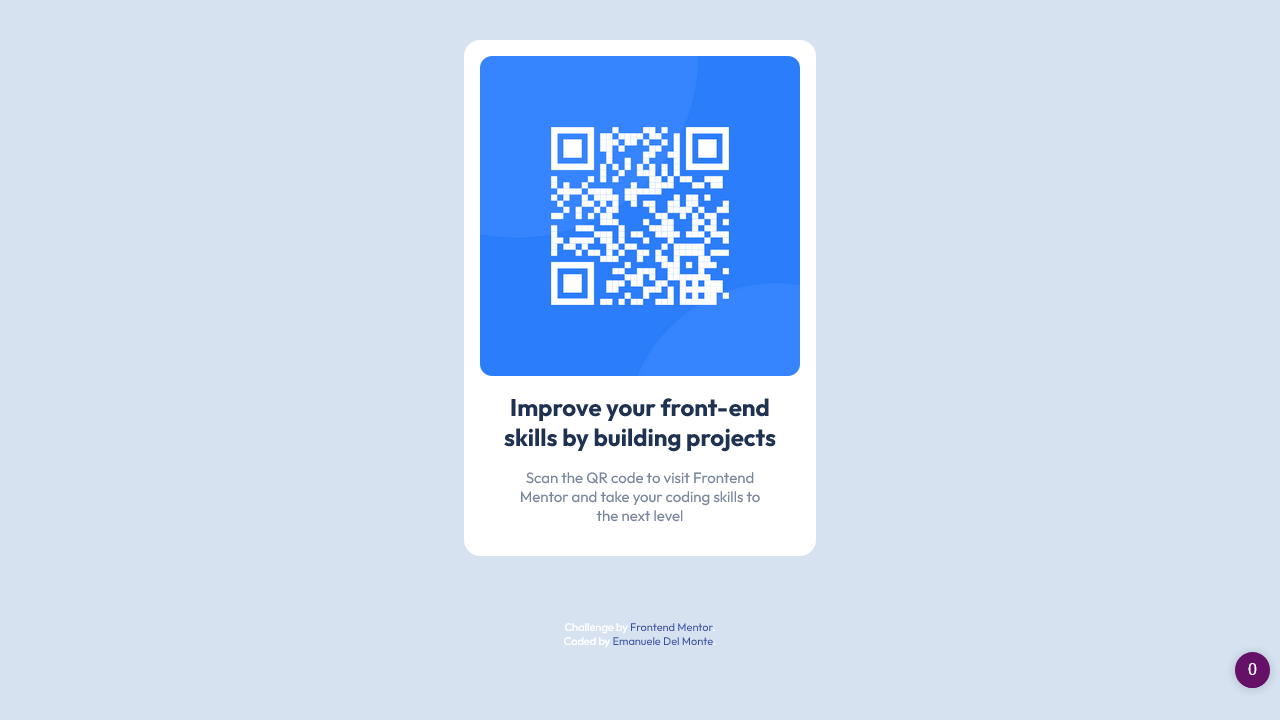 Improve your front-end
skills by building projects
Scan the QR code to visit Frontend
Mentor and take your coding skills to
the next level
Challenge by Frontend Mentor.
Coded by Emanuele Del Monte.
0